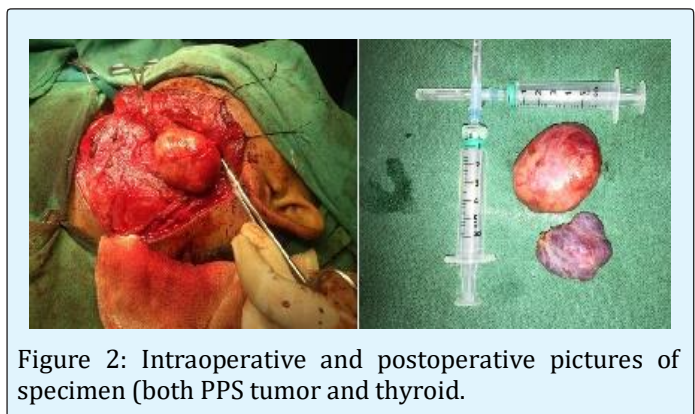 Figure 2: Intraoperative and postoperative pictures of
specimen (both PPS tumor and thyroid.